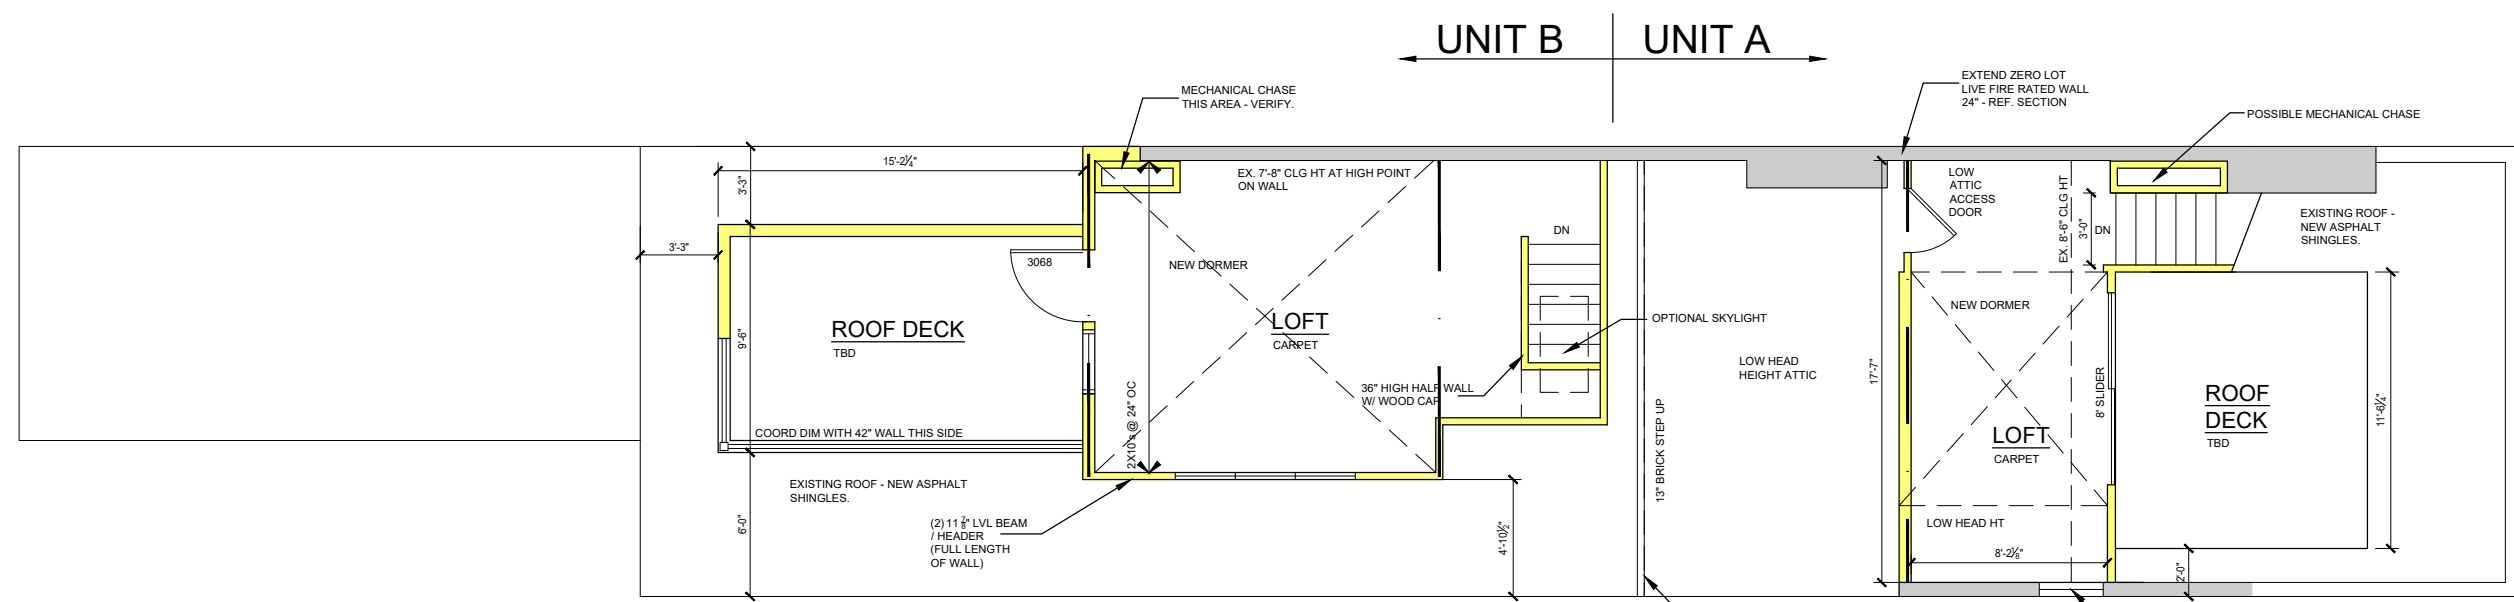 UNIT B
UNIT A
MECHANICAL CHASE
THIS AREA - VERIFY.
EXTEND ZERO LOT
LIVE FIRE RATED WALL
24" - REF. SECTION
POSSIBLE MECHANICAL CHASE
15'-2¼"
3'-3"
EX. 7'-8" CLG HT AT HIGH POINT
ON WALL
LOW
ATTIC
ACCESS
DOOR
EX. 8'-6" CLG HT
3'-0"
DN
EXISTING ROOF -
NEW ASPHALT
SHINGLES.
3'-3"
3068
NEW DORMER
DN
NEW DORMER
ROOF DECK
TBD
9'-6"
LOFT
CARPET
OPTIONAL SKYLIGHT
LOW HEAD
HEIGHT ATTIC
17'-7"
8' SLIDER
ROOF
DECK
TBD
11'-6¼"
2X10's @ 24" OC
36" HIGH HALF WALL
W/ WOOD CAP
13" BRICK STEP UP
COORD DIM WITH 42" WALL THIS SIDE
LOFT
CARPET
EXISTING ROOF - NEW ASPHALT
SHINGLES.
6'-0"
(2) 11 ⅞" LVL BEAM
/ HEADER
(FULL LENGTH
OF WALL)
4'-10½"
LOW HEAD HT
8'-2⅛"
2'-0"